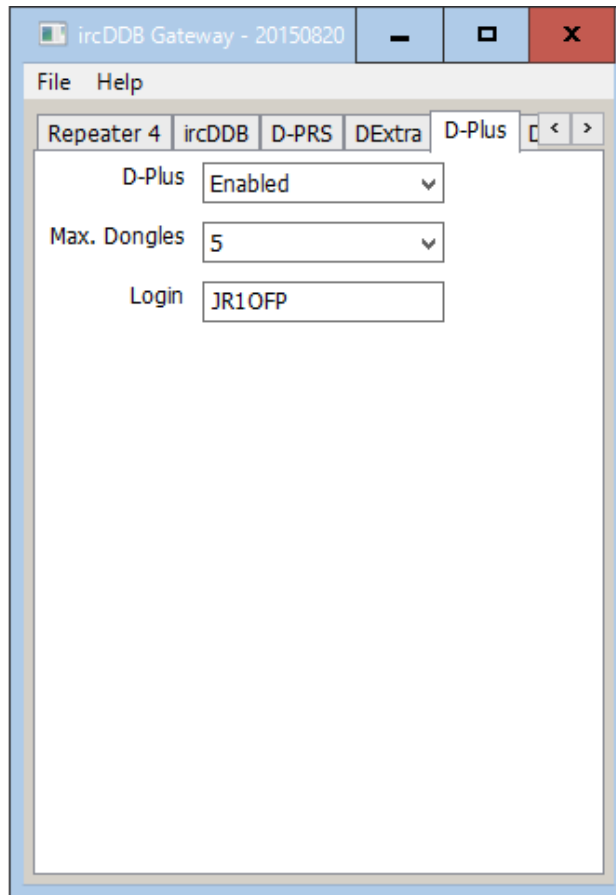 ircDDB Gateway - 20150820
File Help
Repeater 4 ircDDB D-PRS DExtra D-Plus
D-Plus Enabled
Max. Dongles 5
Login JR1OFP